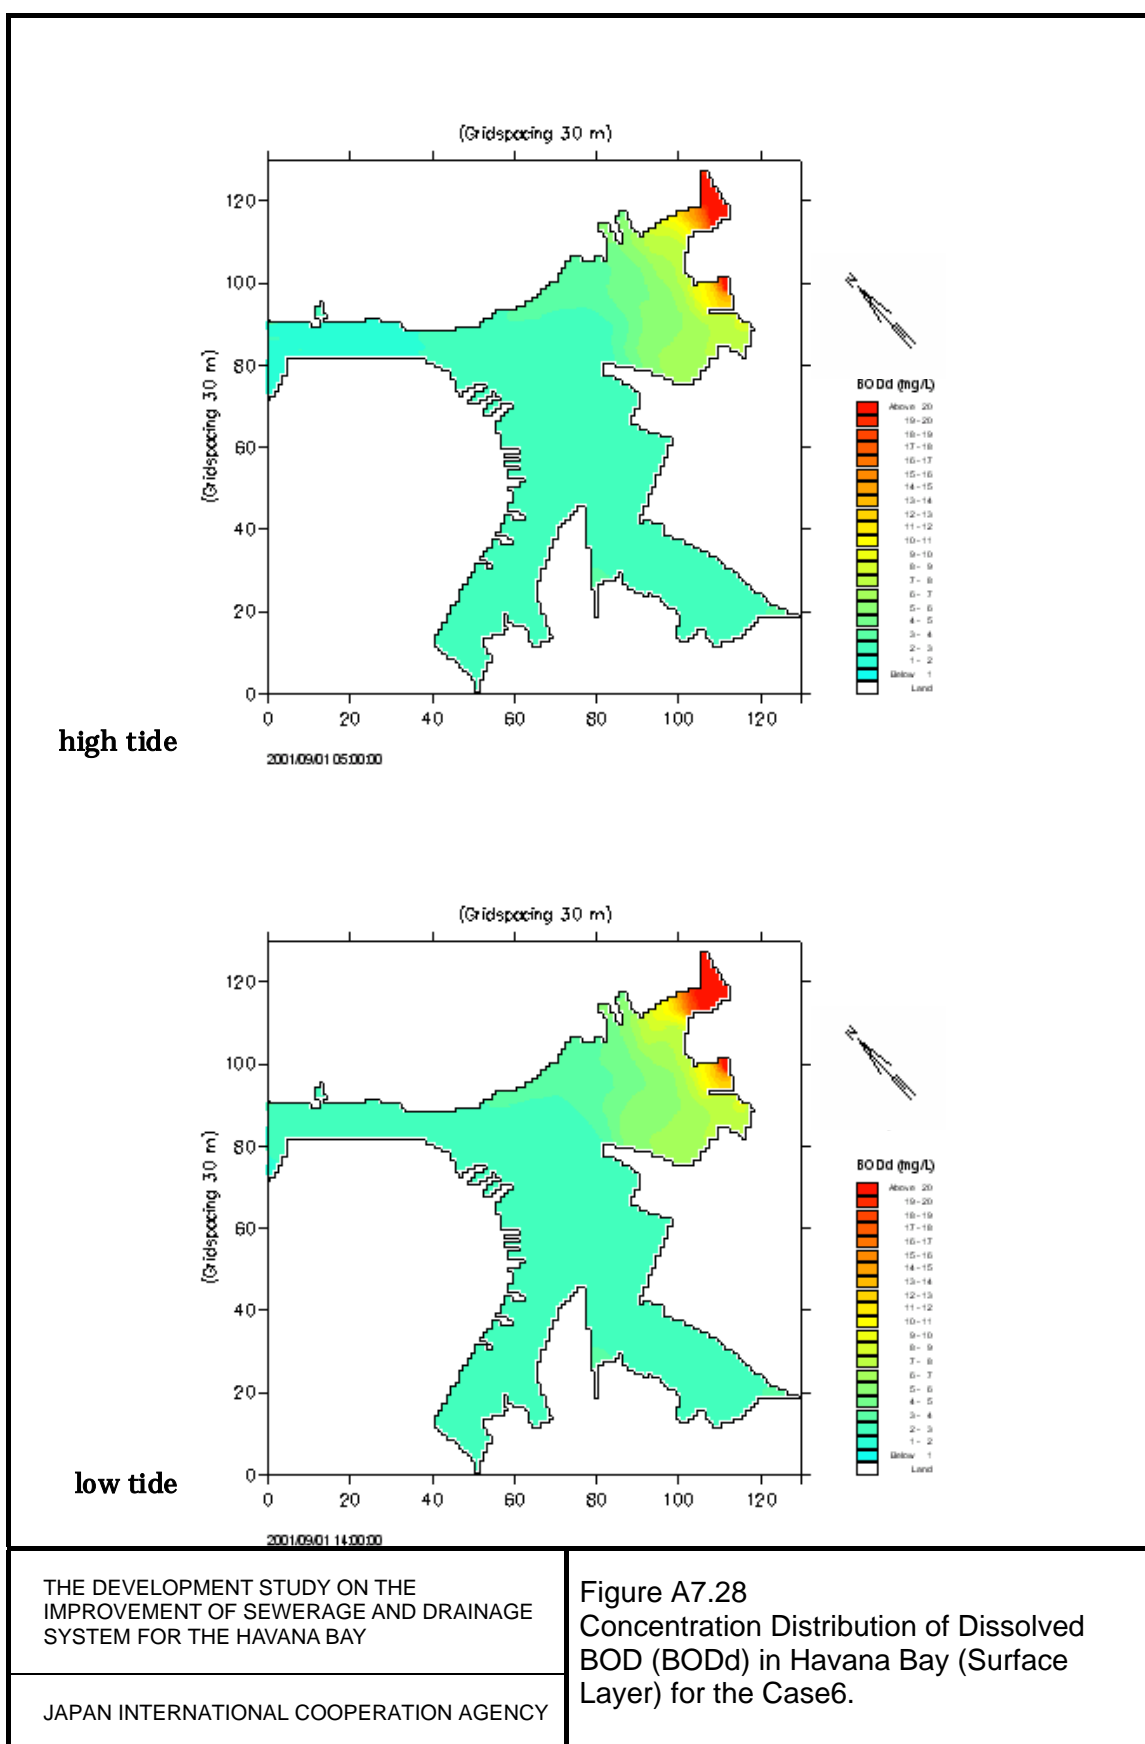 (Gridspacing 30 m)
120
100
80
60
40
20
0
(Gridspacing 30 m)
0 20 40 60 80 100 120
2001/09/01 05:00:00
N
BODd (mg/L)
Above 20
19-20
18-19
17-18
16-17
15-16
14-15
13-14
12-13
11-12
10-11
9-10
8- 9
7- 8
6- 7
5- 6
4- 5
3- 4
2- 3
1- 2
Below 1
Land
high tide
(Gridspacing 30 m)
120
100
80
60
40
20
0
(Gridspacing 30 m)
0 20 40 60 80 100 120
2001/09/01 14:00:00
N
BODd (mg/L)
Above 20
19-20
18-19
17-18
16-17
15-16
14-15
13-14
12-13
11-12
10-11
9-10
8- 9
7- 8
6- 7
5- 6
4- 5
3- 4
2- 3
1- 2
Below 1
Land
low tide
THE DEVELOPMENT STUDY ON THE
IMPROVEMENT OF SEWERAGE AND DRAINAGE
SYSTEM FOR THE HAVANA BAY
JAPAN INTERNATIONAL COOPERATION AGENCY
Figure A7.28
Concentration Distribution of Dissolved
BOD (BODd) in Havana Bay (Surface
Layer) for the Case6.